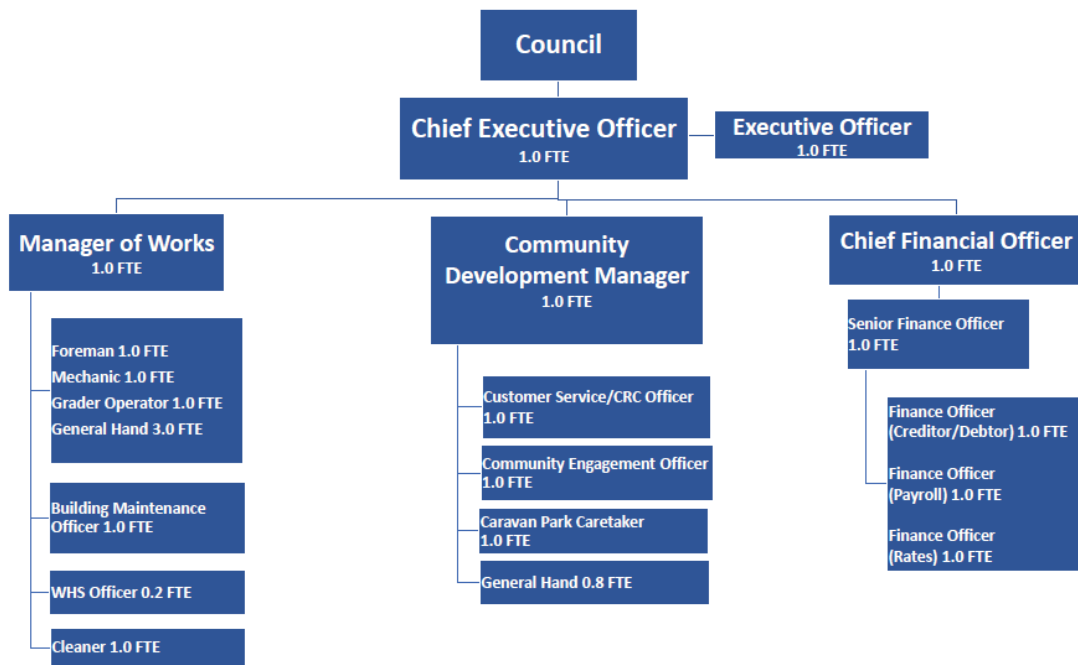 Council
Chief Executive Officer
1.0 FTE
Executive Officer
1.0 FTE
Manager of Works
1.0 FTE
Foreman 1.0 FTE
Mechanic 1.0 FTE
Grader Operator 1.0 FTE
General Hand 3.0 FTE
Building Maintenance
Officer 1.0 FTE
WHS Officer 0.2 FTE
Cleaner 1.0 FTE
Community
Development Manager
1.0 FTE
Customer Service/CRC Officer
1.0 FTE
Community Engagement Officer
1.0 FTE
Caravan Park Caretaker
1.0 FTE
General Hand 0.8 FTE
Chief Financial Officer
1.0 FTE
Senior Finance Officer
1.0 FTE
Finance Officer
(Creditor/Debtor) 1.0 FTE
Finance Officer
(Payroll) 1.0 FTE
Finance Officer
(Rates) 1.0 FTE